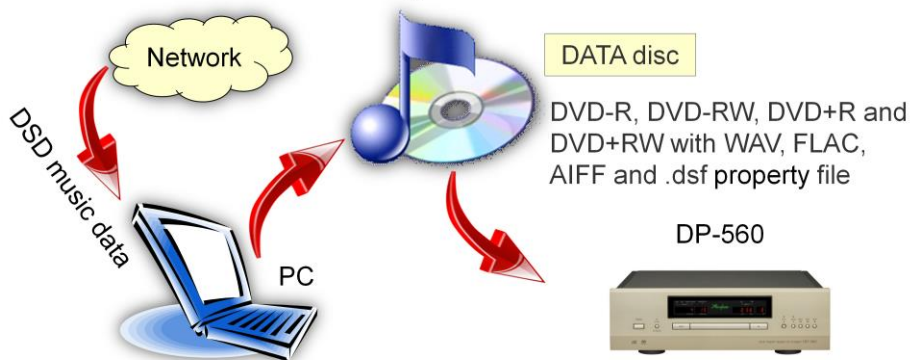 Network
DSD music data
PC
DATA disc
DVD-R, DVD-RW, DVD+R and
DVD+RW with WAV, FLAC,
AIFF and .dsf property file
DP-560
Accuphase